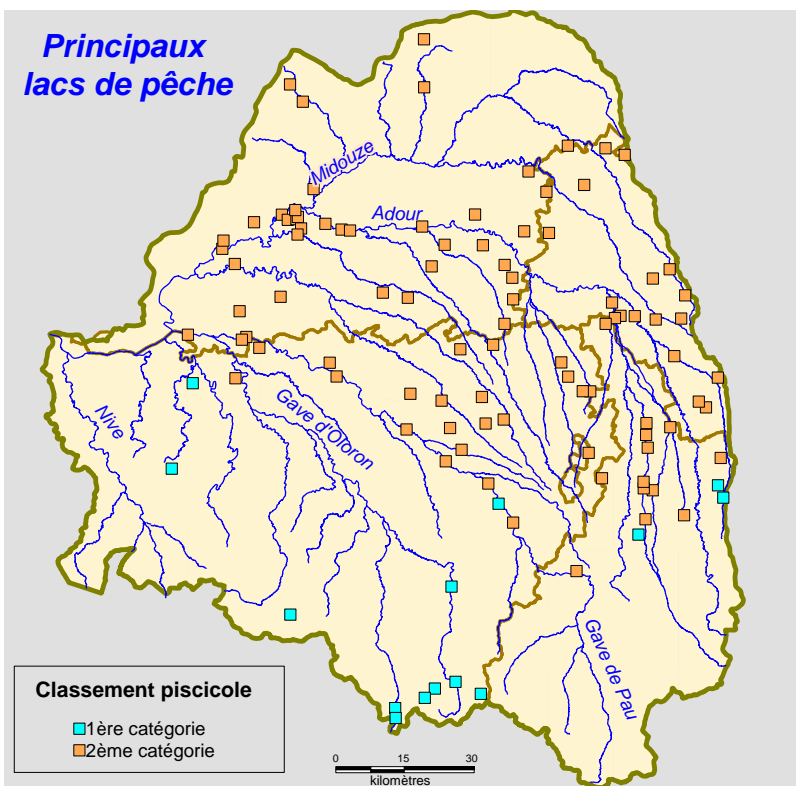 Principaux
lacs de pêche
Midouze
Adour
Nive
Gave d'Oloron
Gave de Pau
Classement piscicole
1ère catégorie
2ème catégorie
0 15 30
kilomètres